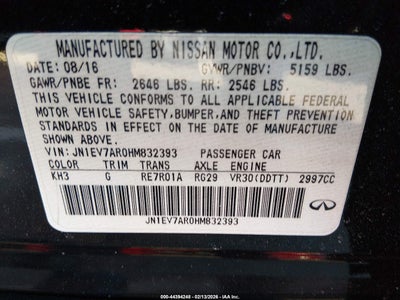 MANUFACTURED BY NISSAN MOTOR CO.,LTD.
DATE: 08/16 GVWR/PNBV: 5159 LBS.
GAWR/PNBE FR: 2646 LBS. RR: 2546 LBS.
THIS VEHICLE CONFORMS TO ALL APPLICABLE FEDERAL
MOTOR VEHICLE SAFETY, BUMPER, AND THEFT PREVENTION
STANDARDS IN EFFECT ON THE DATE OF MANUFACTURE
SHOWN ABOVE.
VIN: JN1EV7AR0HM832393 PASSENGER CAR
COLOR TRIM TRANS AXLE ENGINE
KH3 G RE7R01A RG29 VR30(DDTT) 2997CC
JN1EV7AR0HM832393
INFINITI
© IAA 44394248 - 02/13/2026 - IAAI.COM